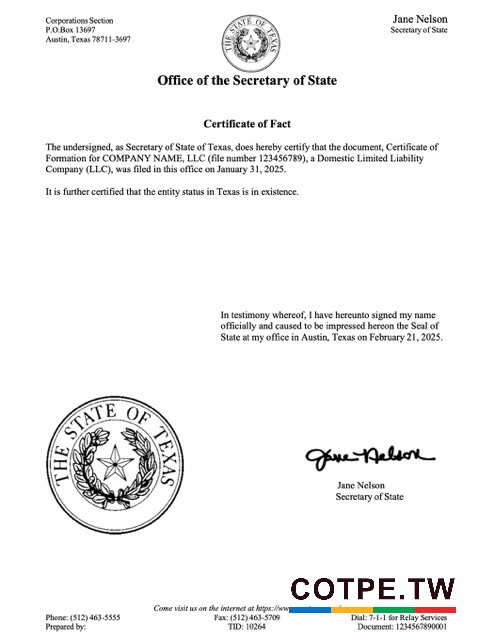 Corporations Section
P.O.Box 13697
Austin, Texas 78711-3697
THE STATE OF TEXAS
Jane Nelson
Secretary of State
Office of the Secretary of State
Certificate of Fact
The undersigned, as Secretary of State of Texas, does hereby certify that the document, Certificate of
Formation for COMPANY NAME, LLC (file number 123456789), a Domestic Limited Liability
Company (LLC), was filed in this office on January 31, 2025.
It is further certified that the entity status in Texas is in existence.
In testimony whereof, I have hereunto signed my name
officially and caused to be impressed hereon the Seal of
State at my office in Austin, Texas on February 21, 2025.
THE STATE OF TEXAS
Jane Nelson
Jane Nelson
Secretary of State
COTPE.TW
Come visit us on the internet at https://www.
Phone: (512) 463-5555
Fax: (512) 463-5709
Dial: 7-1-1 for Relay Services
Prepared by:
TID: 10264
Document: 1234567890001